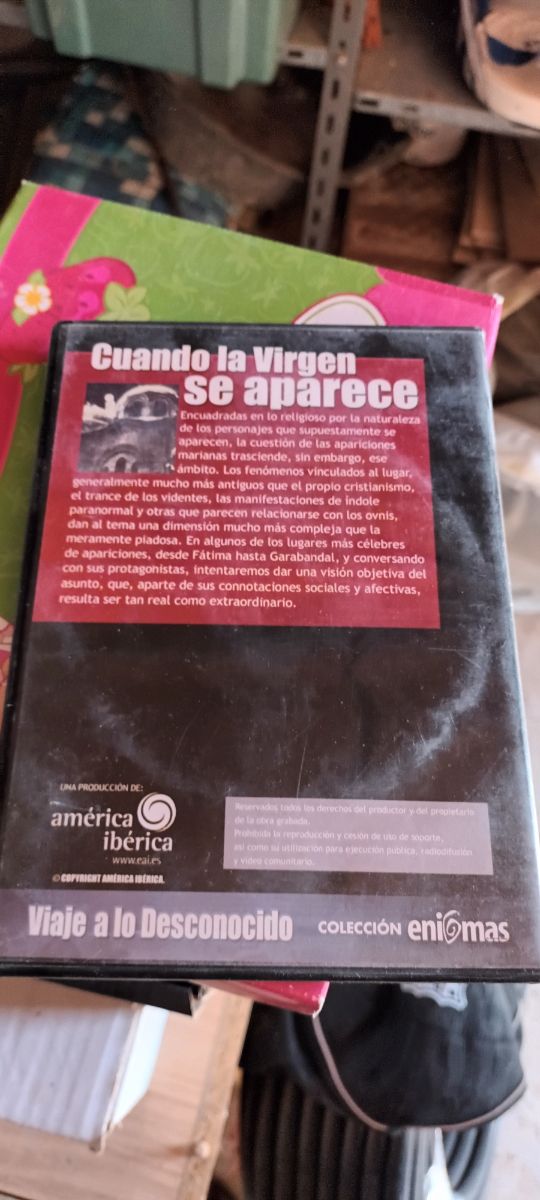 Cuando la Virgen
se aparece
Encuadradas en lo religioso por la naturaleza
de los personajes que supuestamente se
aparecen, la cuestión de las apariciones
marianas trasciende, sin embargo, ese
ámbito. Los fenómenos vinculados al lugar,
generalmente mucho más antiguos que el propio cristianismo,
el trance de los videntes, las manifestaciones de índole
paranormal y otras que parecen relacionarse con los ovnis,
dan al tema una dimensión mucho más compleja que la
meramente piadosa. En algunos de los lugares más célebres
de apariciones, desde Fátima hasta Garabandal, y conversando
con sus protagonistas, intentaremos dar una visión objetiva del
asunto, que, aparte de sus connotaciones sociales y afectivas,
resulta ser tan real como extraordinario.
UNA PRODUCCIÓN DE:
américa
ibérica
www.eai.es
© COPYRIGHT AMÉRICA IBÉRICA.
Reservados todos los derechos del productor y del propietario
de la obra grabada.
Prohibida la reproducción y cesión de uso de soporte,
así como su utilización para ejecución pública, radiodifusión
y vídeo comunitario.
Viaje a lo Desconocido
COLECCIÓN enigmas